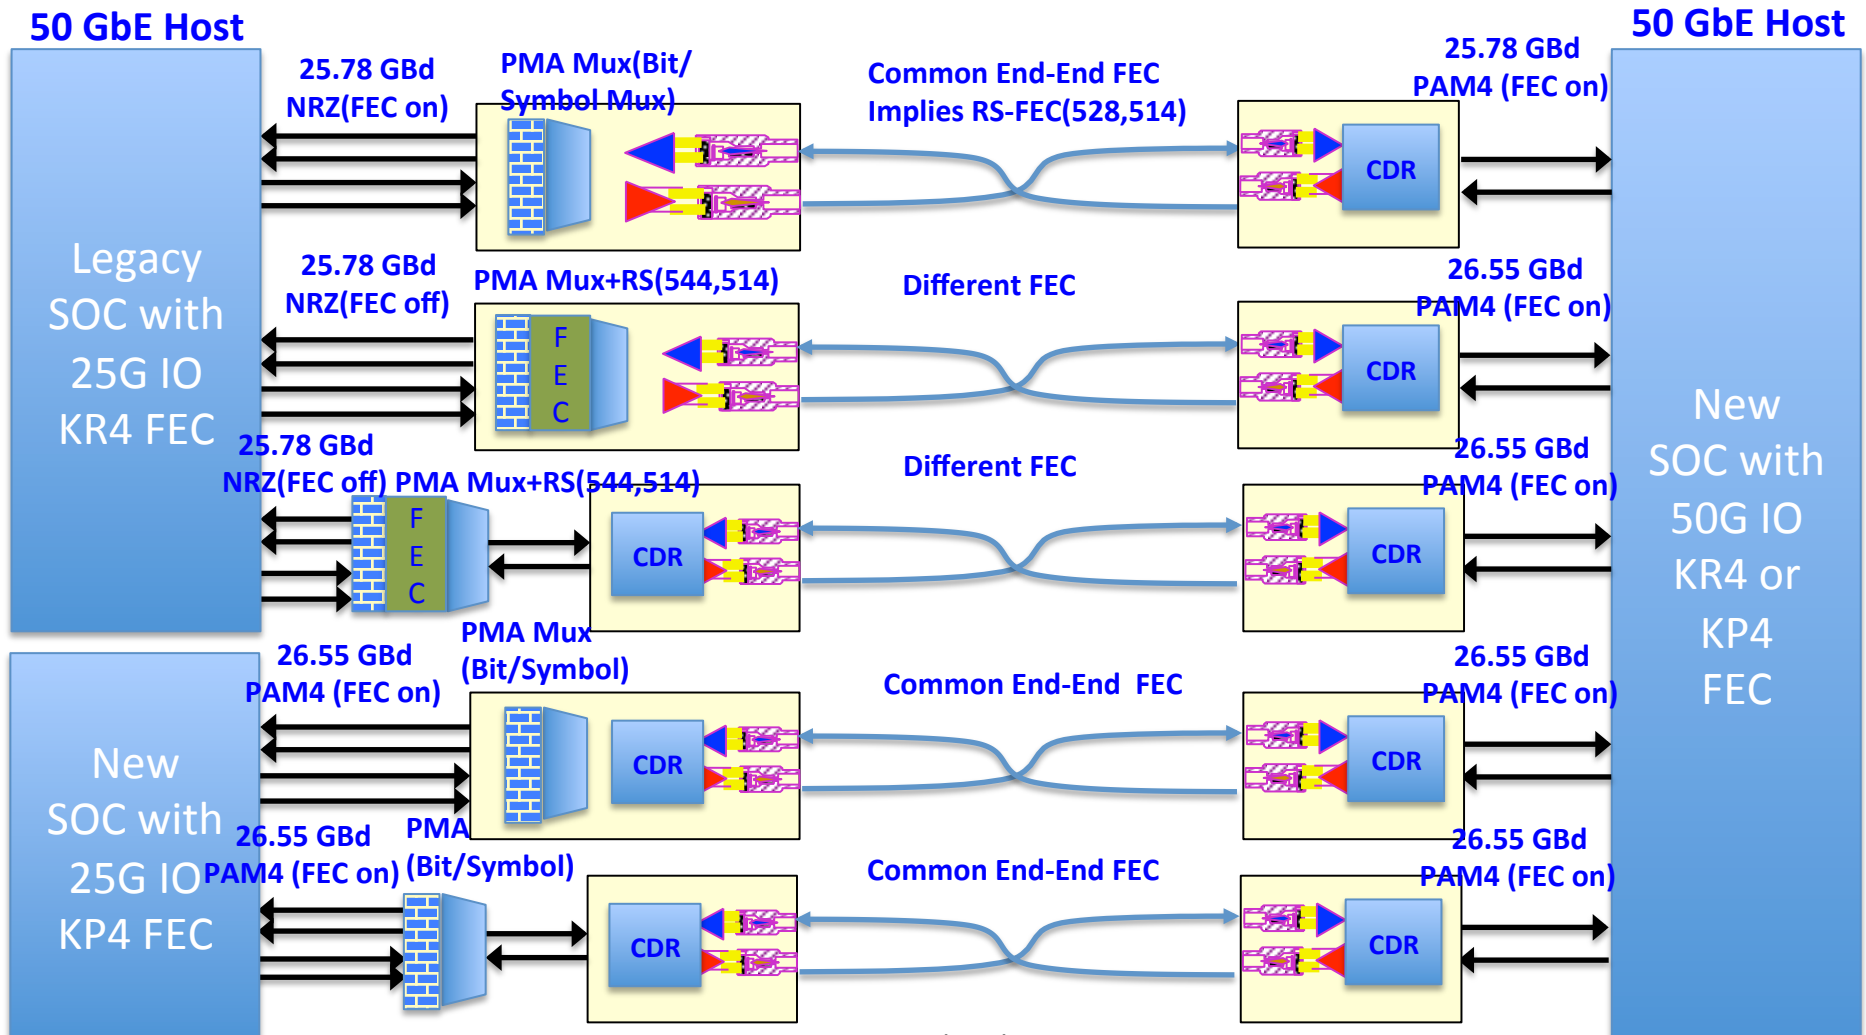 50 GbE Host
50 GbE Host
25.78 GBd
NRZ(FEC on)
PMA Mux(Bit/
Symbol Mux)
Common End-End FEC
Implies RS-FEC(528,514)
25.78 GBd
PAM4 (FEC on)
CDR
Legacy
SOC with
25G IO
KR4 FEC
25.78 GBd
NRZ(FEC off)
PMA Mux+RS(544,514)
F
E
C
Different FEC
26.55 GBd
PAM4 (FEC on)
CDR
25.78 GBd
NRZ(FEC off)
PMA Mux+RS(544,514)
F
E
C
CDR
Different FEC
26.55 GBd
PAM4 (FEC on)
CDR
New
SOC with
50G IO
KR4 or
KP4
FEC
New
SOC with
25G IO
KP4 FEC
26.55 GBd
PAM4 (FEC on)
PMA Mux
(Bit/Symbol)
CDR
Common End-End FEC
26.55 GBd
PAM4 (FEC on)
CDR
26.55 GBd
PAM4 (FEC on)
PMA
(Bit/Symbol)
CDR
Common End-End FEC
26.55 GBd
PAM4 (FEC on)
CDR